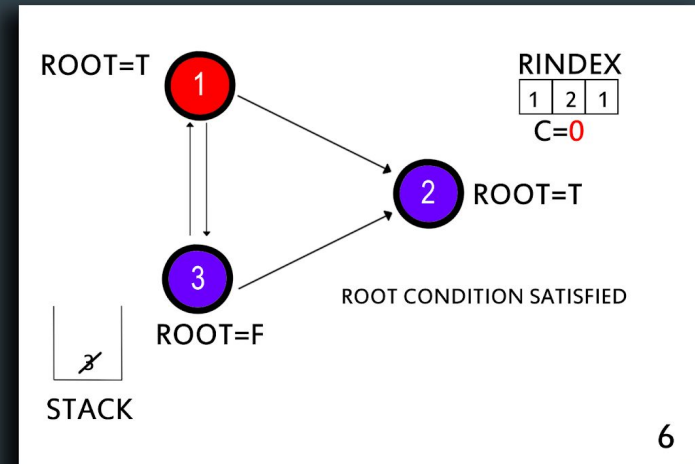 ROOT=T
1
RINDEX
1 2 1
C=0
2
ROOT=T
3
ROOT CONDITION SATISFIED
ROOT=F
3
STACK
6